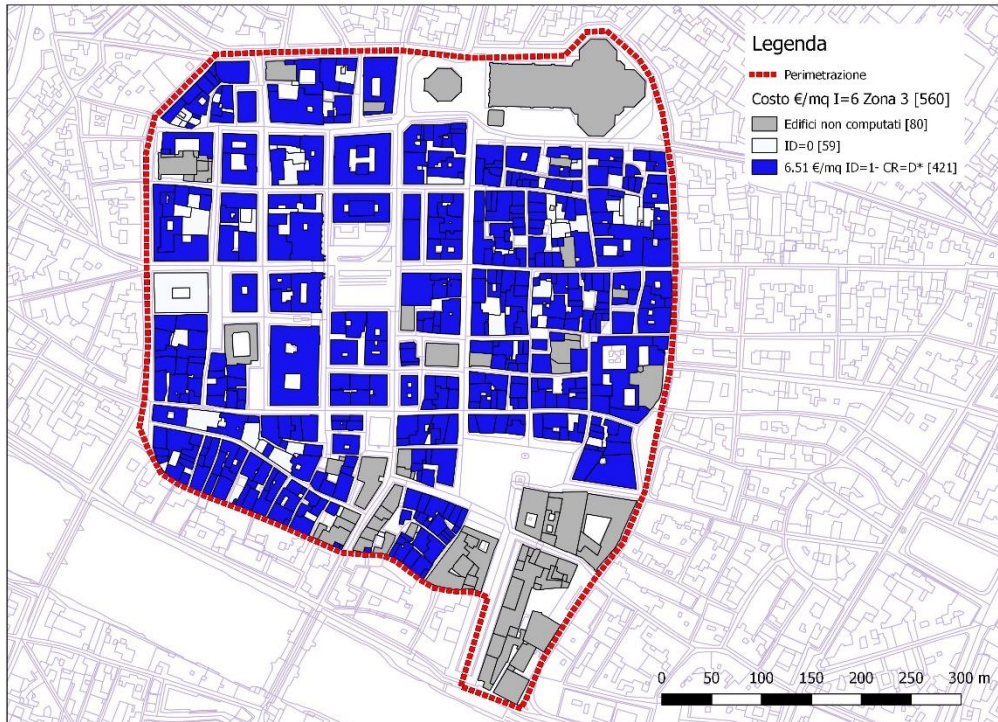 Legenda
Perimetrazione
Costo €/mq I=6 Zona 3 [560]
Edifici non computati [80]
ID=0 [59]
6.51 €/mq ID=1- CR=D* [421]
0 50 100 150 200 250 300 m